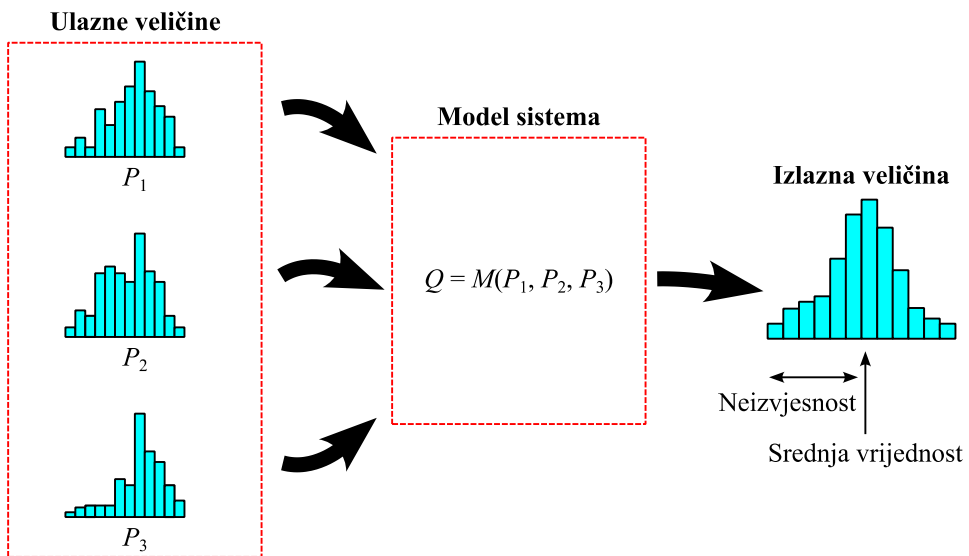 Ulazne veličine
P1
P2
P3
Model sistema
Q = M(P1, P2, P3)
Izlazna veličina
Neizvjesnost
Srednja vrijednost